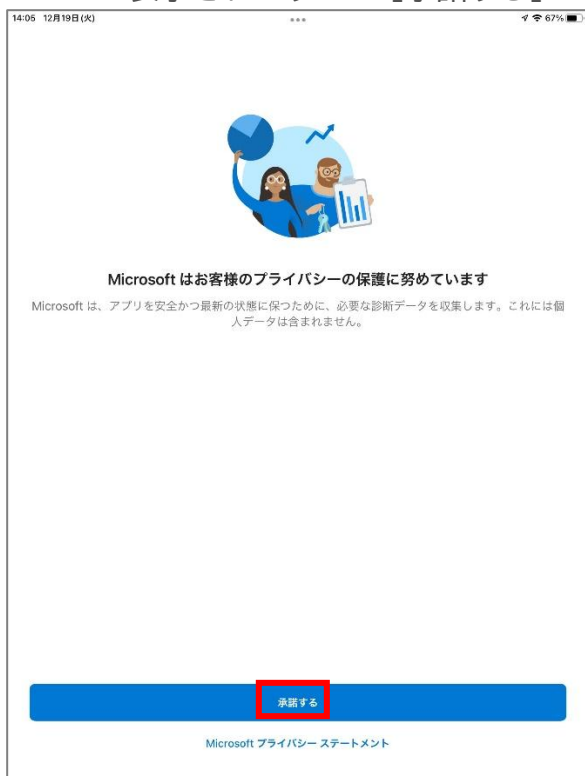 14:05 12月19日(火)
67%
Microsoft はお客様のプライバシーの保護に努めています
Microsoft は、アプリを安全かつ最新の状態に保つために、必要な診断データを収集します。これには個
人データは含まれません。
承諾する
Microsoft プライバシー ステートメント